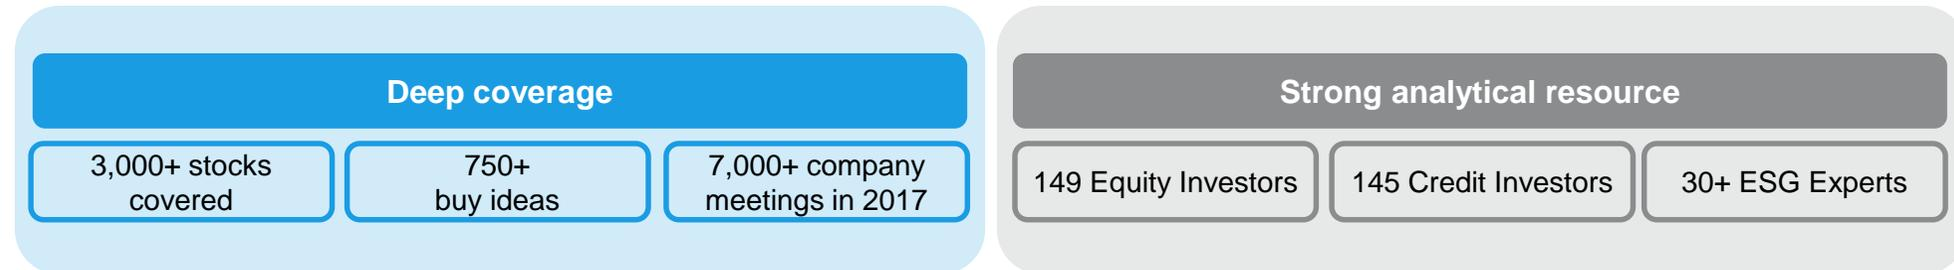 Deep coverage
3,000+ stocks
covered
750+
buy ideas
7,000+ company
meetings in 2017
Strong analytical resource
149 Equity Investors
145 Credit Investors
30+ ESG Experts